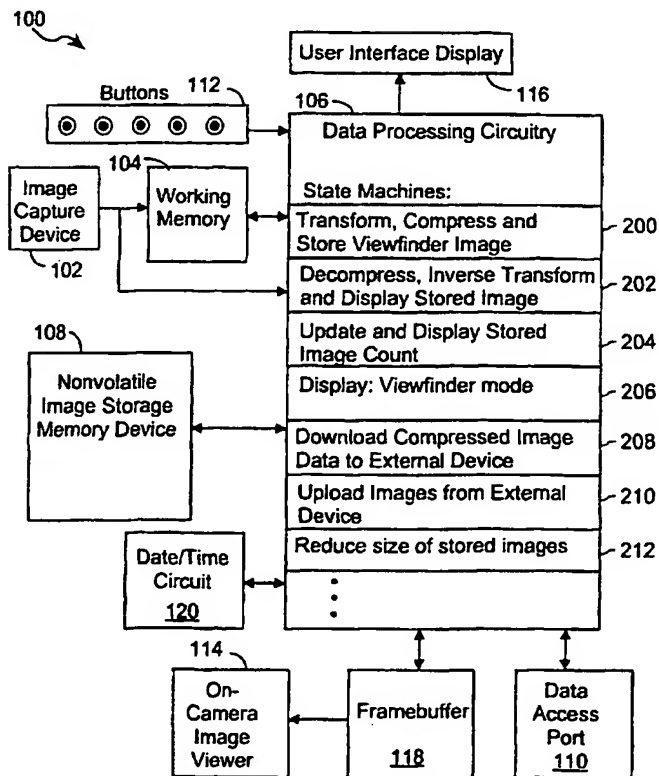 100
User Interface Display
116
Buttons
112
106
Data Processing Circuitry
104
Image
Capture
Device
102
Working
Memory
State Machines:
Transform, Compress and
Store Viewfinder Image
200
Decompress, Inverse Transform
and Display Stored Image
202
Update and Display Stored
Image Count
204
108
Nonvolatile
Image Storage
Memory Device
Display: Viewfinder mode
206
Download Compressed Image
Data to External Device
208
Upload Images from External
Device
210
Reduce size of stored images
212
Date/Time
Circuit
120
114
On-
Camera
Image
Viewer
Framebuffer
118
Data
Access
Port
110